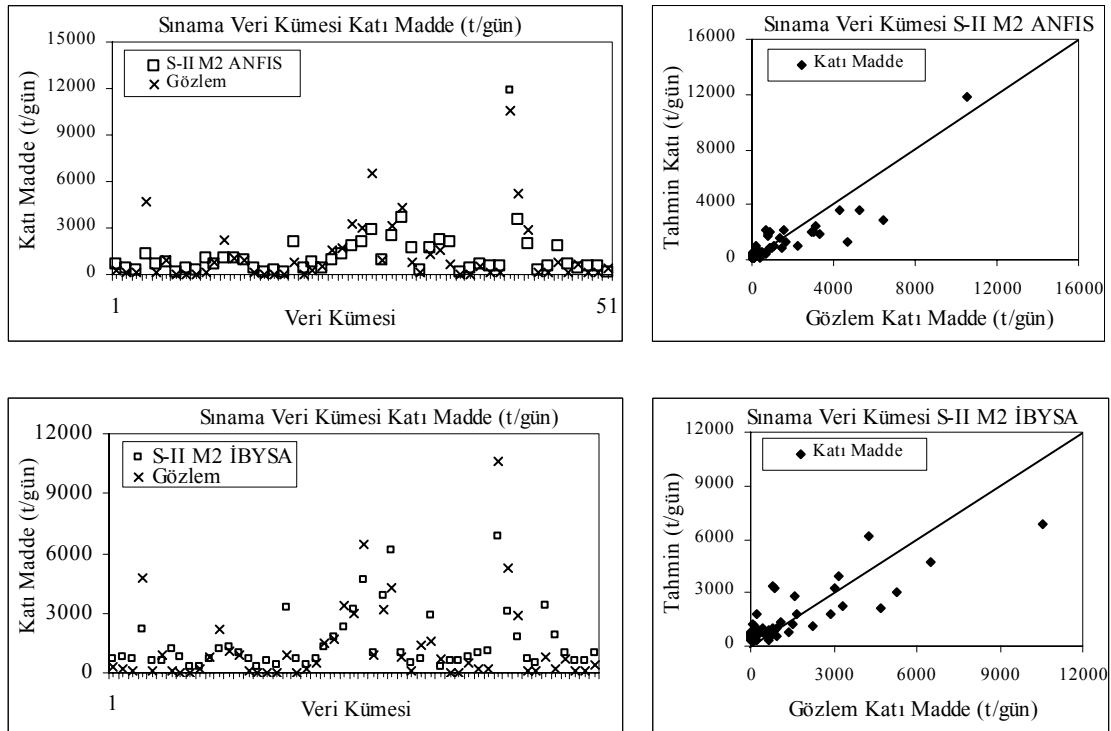 Sınama Veri Kümesi Katı Madde (t/gün)
15000
12000
9000
6000
3000
0
Katı Madde (t/gün)
S-II M2 ANFIS
Gözlem
1
51
Veri Kümesi
Sınama Veri Kümesi S-II M2 ANFIS
16000
12000
8000
4000
0
Tahmin Katı (t/gün)
Katı Madde
0
4000
8000
12000
16000
Gözlem Katı Madde (t/gün)
Sınama Veri Kümesi Katı Madde (t/gün)
12000
9000
6000
3000
0
Katı Madde (t/gün)
S-II M2 İBYSA
Gözlem
1
Veri Kümesi
Sınama Veri Kümesi S-II M2 İBYSA
12000
9000
6000
3000
0
Tahmin (t/gün)
Katı Madde
0
3000
6000
9000
12000
Gözlem Katı Madde (t/gün)